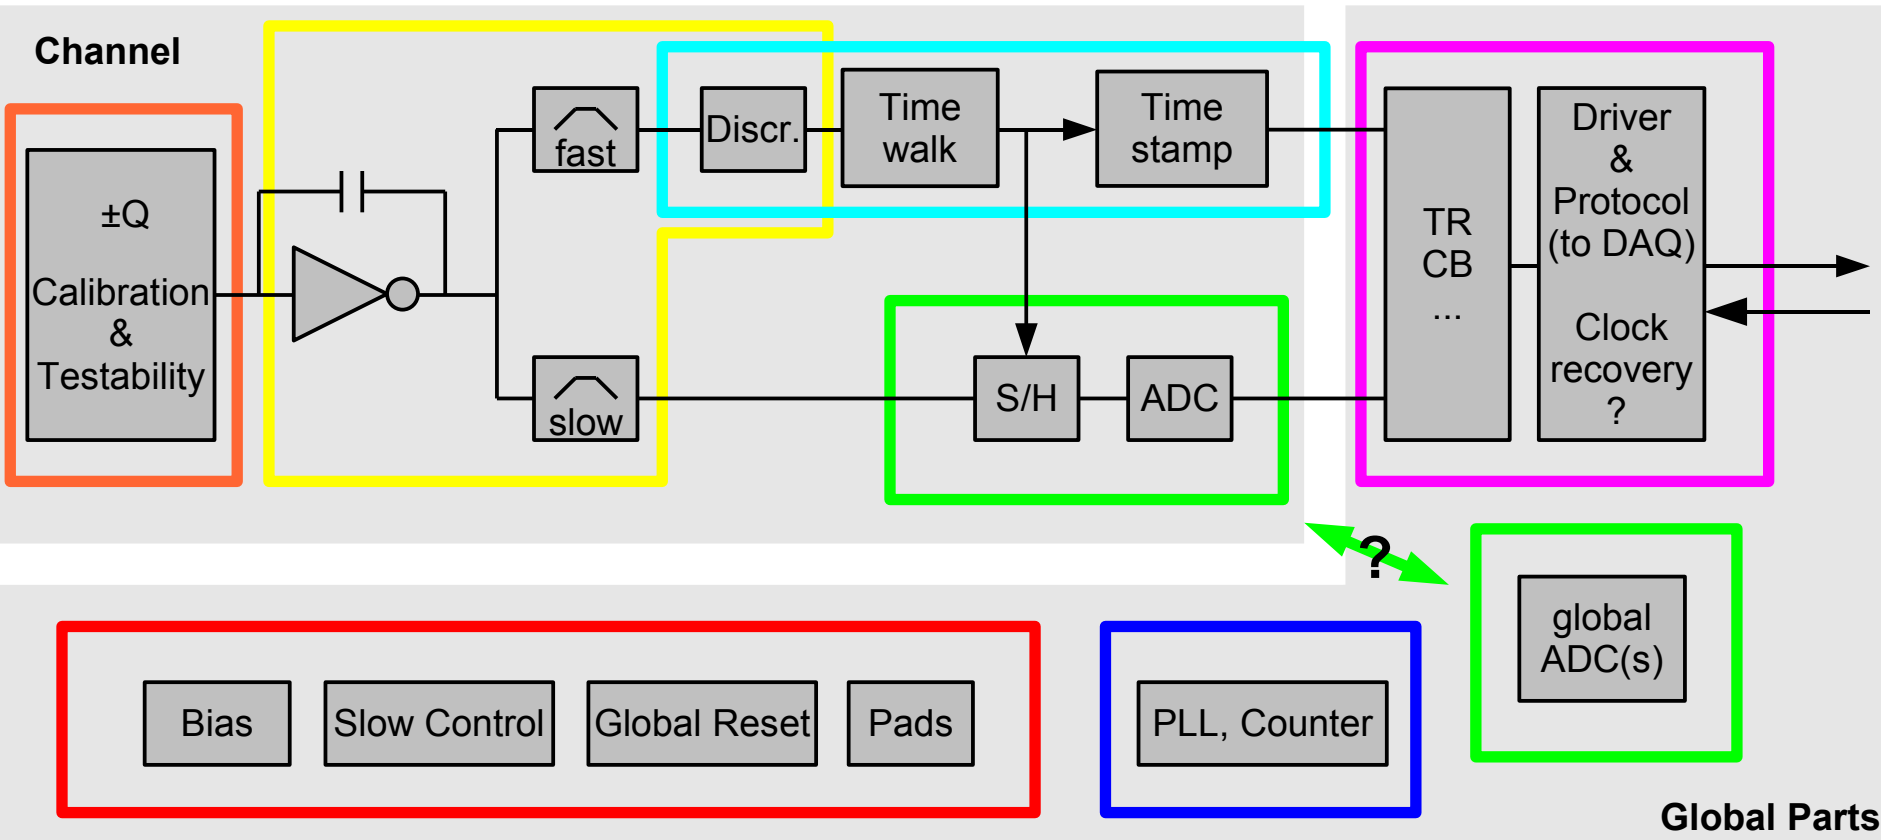 Channel
±Q
Calibration
&
Testability
fast
slow
Discr.
Time
walk
Time
stamp
S/H
ADC
TR
CB
...
Driver
&
Protocol
(to DAQ)
Clock
recovery
?
?
global
ADC(s)
Bias
Slow Control
Global Reset
Pads
PLL, Counter
Global Parts